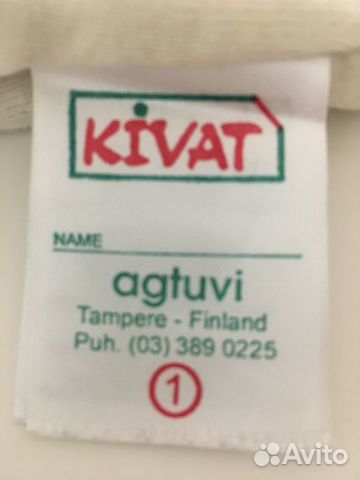 KiVAT
NAME
agtuvi
Tampere - Finland
Puh. (03) 389 0225
1
Avito